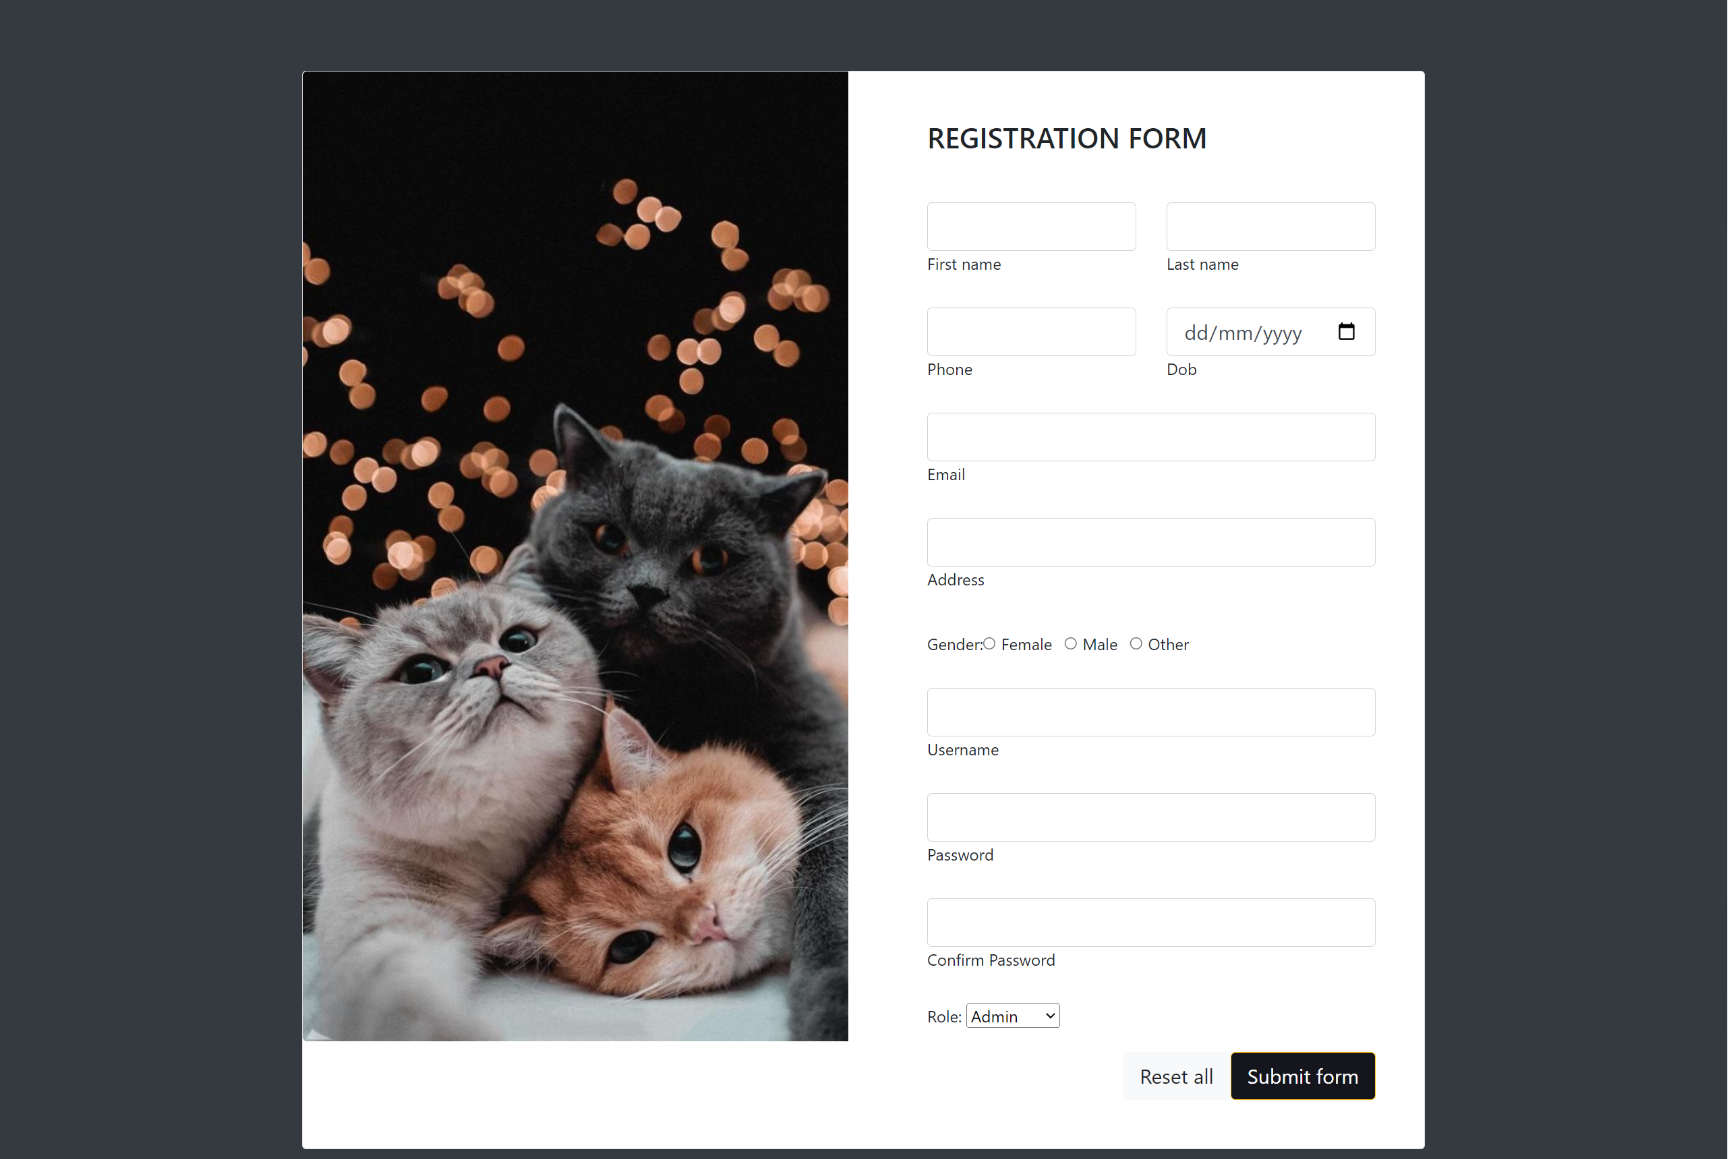 REGISTRATION FORM
First name Last name
dd/mm/yyyy
Phone Dob
Email
Address
Gender: Female Male Other
Username
Password
Confirm Password
Role: Admin
Reset all Submit form